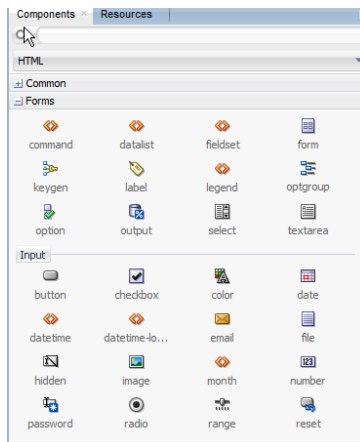 Components Resources
HTML
Common
Forms
command datalist fieldset form
keygen label legend optgroup
option output select textarea
Input
button checkbox color date
datetime datetime-lo... email file
hidden image month number
password radio range reset